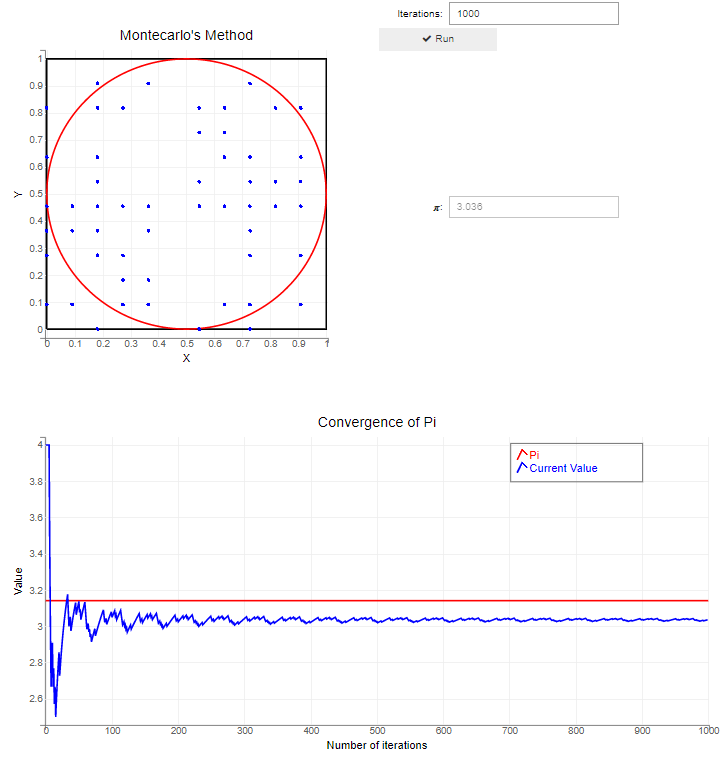 Iterations: 1000
✔ Run
Montecarlo's Method
1
0.9
0.8
0.7
0.6
0.5
0.4
0.3
0.2
0.1
0
Y
0 0.1 0.2 0.3 0.4 0.5 0.6 0.7 0.8 0.9 1
X
π: 3.036
Convergence of Pi
4
3.8
3.6
3.4
3.2
3
2.8
2.6
Value
Pi
Current Value
0 100 200 300 400 500 600 700 800 900 1000
Number of iterations